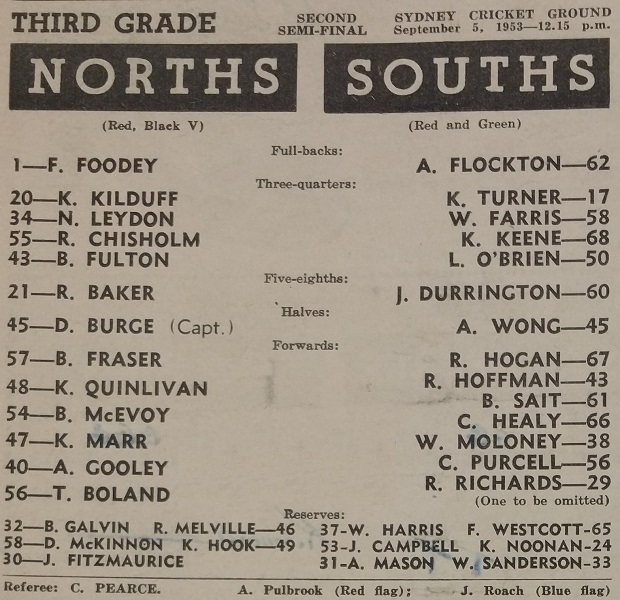 THIRD GRADE SECOND SEMI-FINAL SYDNEY CRICKET GROUND September 5, 1953—12.15 p.m.
NORTHS SOUTHS
(Red, Black V) (Red and Green)
Full-backs:
1—F. FOODEY A. FLOCKTON—62
Three-quarters:
20—K. KILDUFF K. TURNER—17
34—N. LEYDON W. FARRIS—58
55—R. CHISHOLM K. KEENE—68
43—B. FULTON L. O'BRIEN—50
Five-eighths:
21—R. BAKER J. DURRINGTON—60
Halves:
45—D. BURGE (Capt.) A. WONG—45
Forwards:
57—B. FRASER R. HOGAN—67
48—K. QUINLIVAN R. HOFFMAN—43
B. SAIT—61
54—B. McEVOY C. HEALY—66
47—K. MARR W. MOLONEY—38
40—A. GOOLEY C. PURCELL—56
56—T. BOLAND R. RICHARDS—29
(One to be omitted)
Reserves:
32—B. GALVIN R. MELVILLE—46 37-W. HARRIS F. WESTCOTT-65
58—D. McKINNON K. HOOK—49 53-J. CAMPBELL K. NOONAN-24
30—J. FITZMAURICE 31-A. MASON W. SANDERSON-33
Referee: C. PEARCE. A. Pulbrook (Red flag); J. Roach (Blue flag)